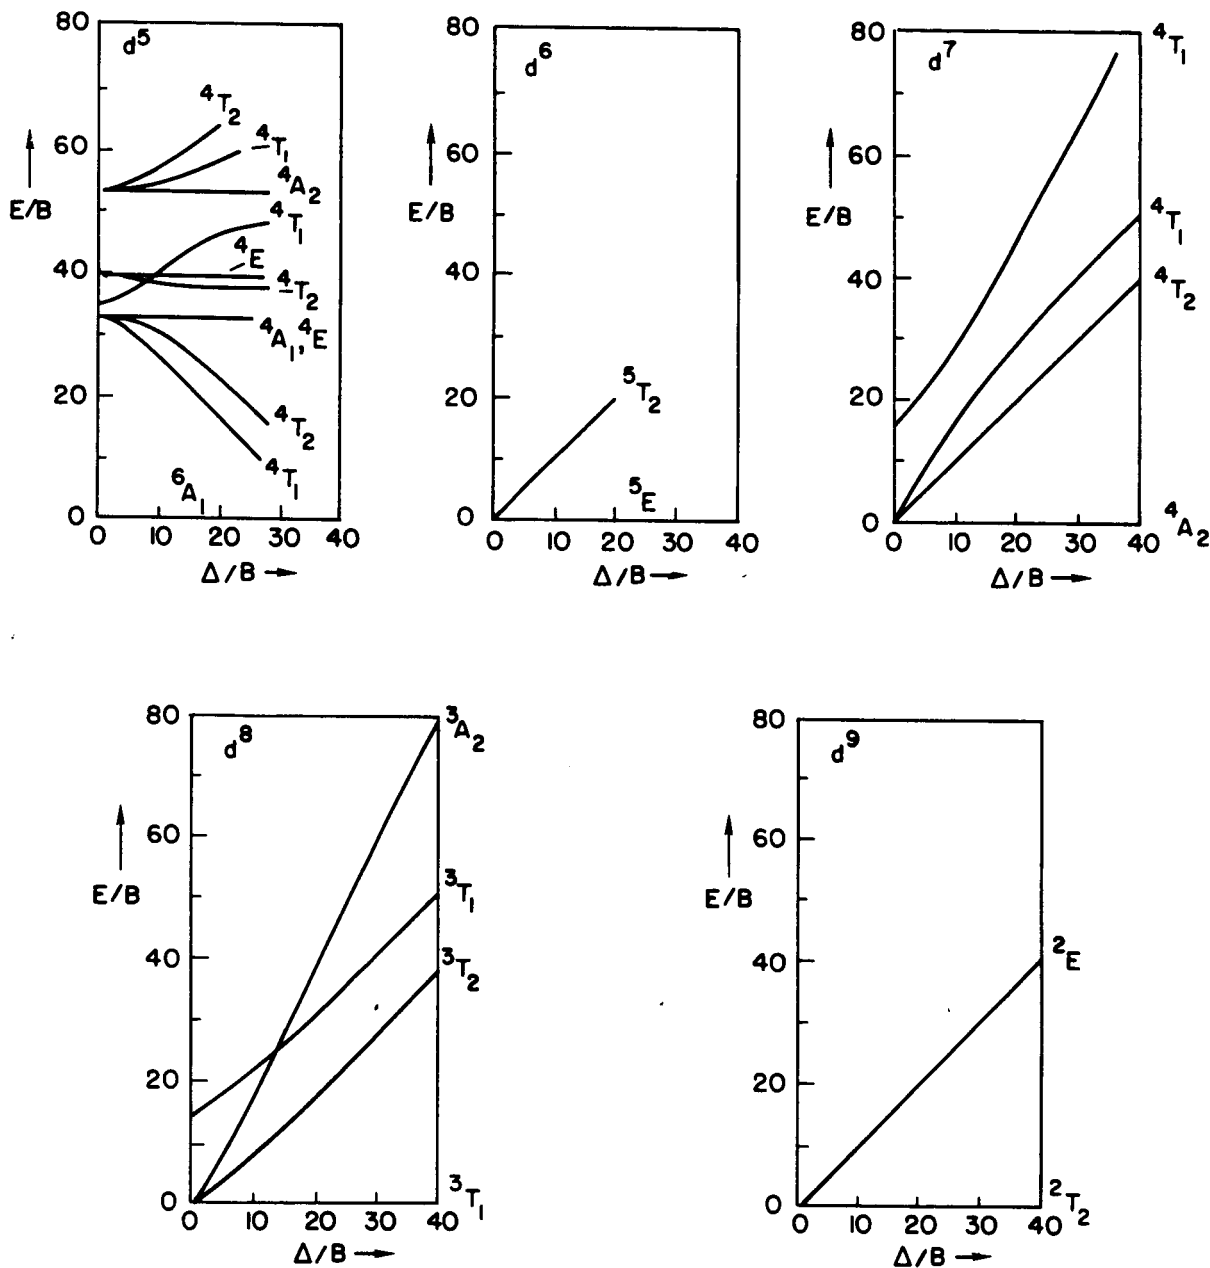 d⁵
80
60
40
20
0
E/B
⁴T₂
⁴T₁
⁴A₂
⁴T₁
⁴E
⁴T₂
⁴A₁,⁴E
⁴T₂
⁴T₁
⁶A₁
0 10 20 30 40
Δ/B
d⁶
80
60
40
20
0
E/B
⁵T₂
⁵E
0 10 20 30 40
Δ/B
d⁷
80
60
40
20
0
E/B
⁴T₁
⁴T₁
⁴T₂
⁴A₂
0 10 20 30 40
Δ/B
d⁸
80
60
40
20
0
E/B
³A₂
³T₁
³T₂
³T₁
0 10 20 30 40
Δ/B
d⁹
80
60
40
20
0
E/B
²E
²T₂
0 10 20 30 40
Δ/B